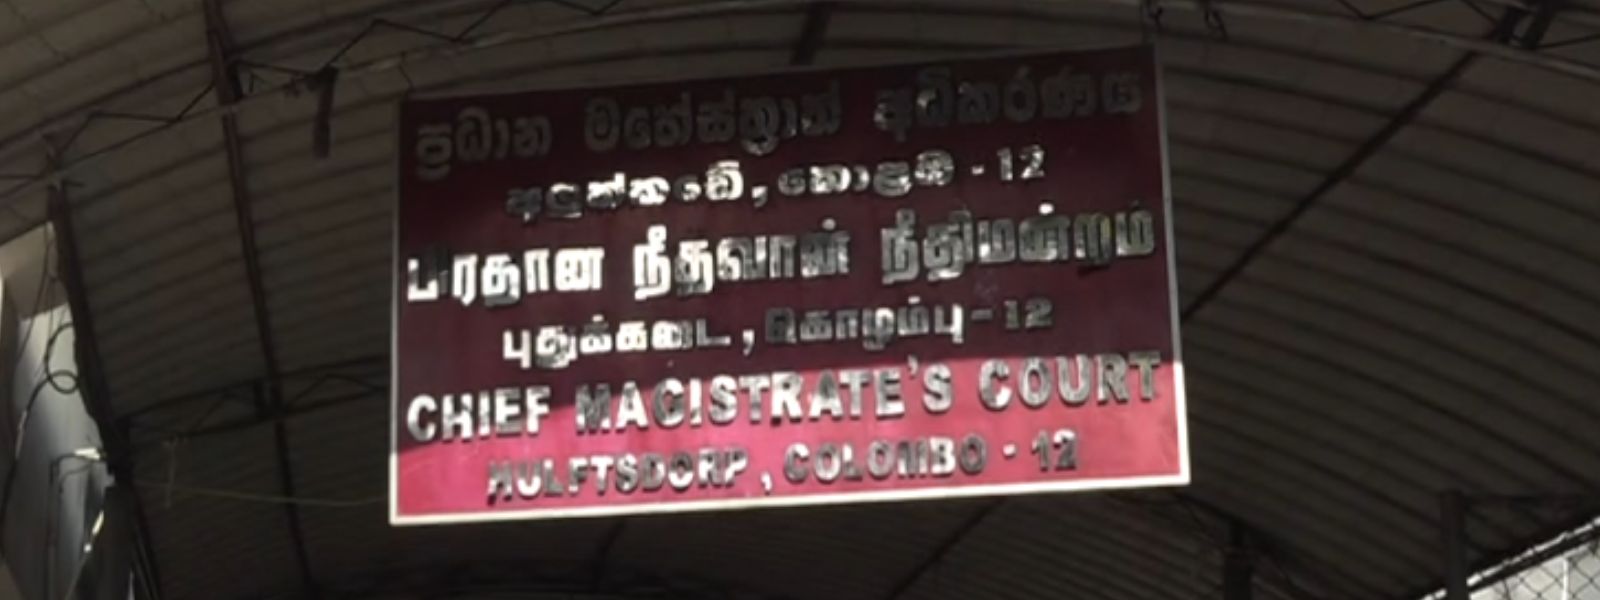 ප්‍රධාන මහේස්ත්‍රාත් අධිකරණය
අලුත්කඩේ, කොළඹ - 12
பிரதான நீதவான் நீதிமன்றம்
புதுக்கடை, கொழும்பு - 12
CHIEF MAGISTRATE'S COURT
HULFTSDORP, COLOMBO - 12